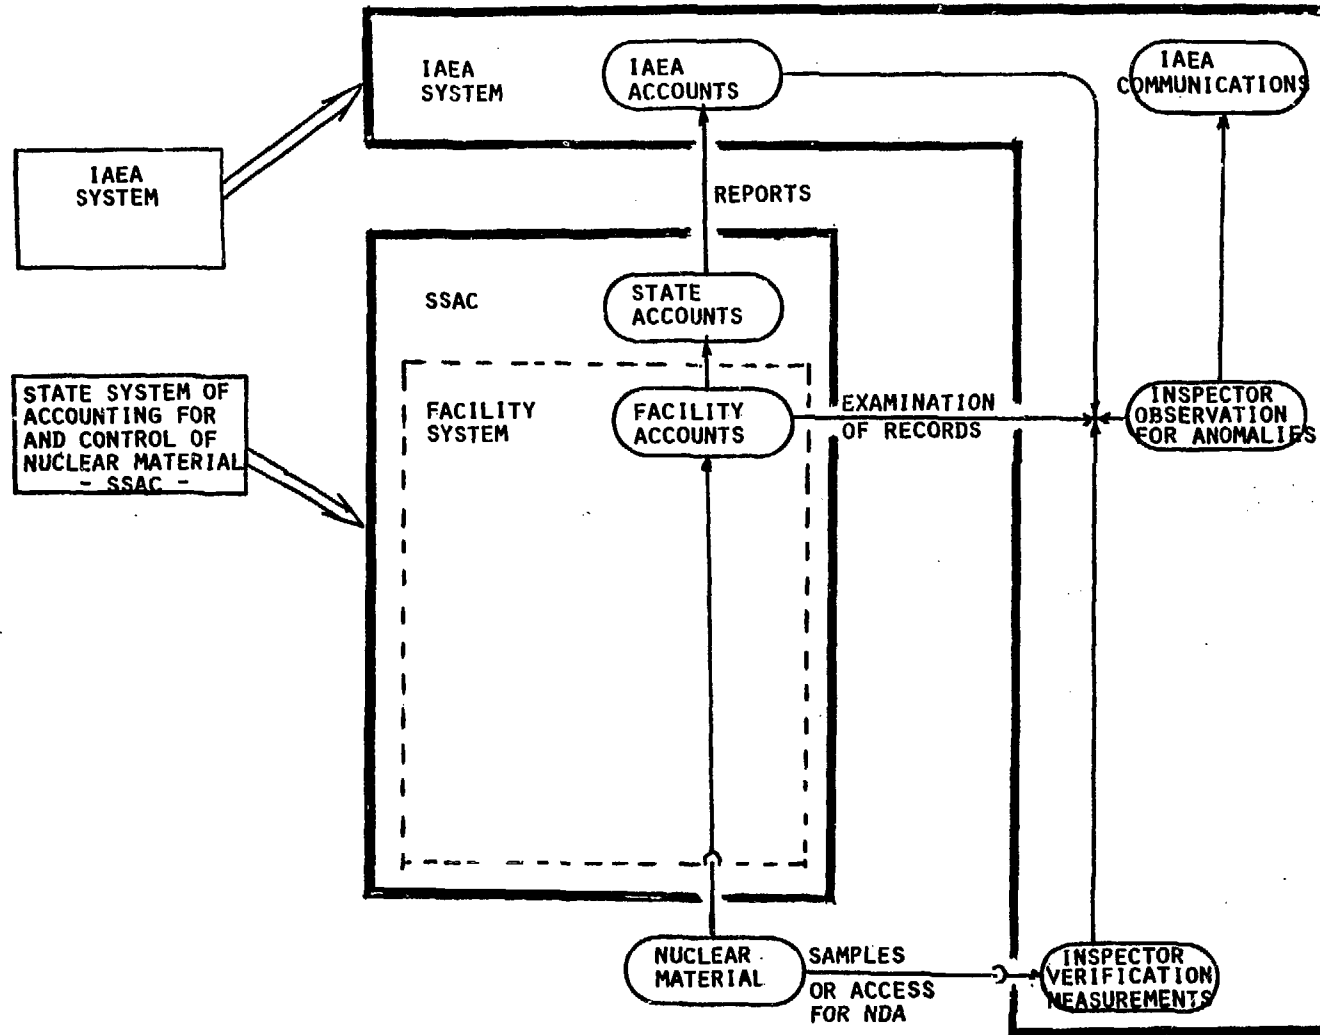 IAEA
SYSTEM
IAEA
ACCOUNTS
IAEA
COMMUNICATIONS
IAEA
SYSTEM
REPORTS
SSAC
STATE
ACCOUNTS
STATE SYSTEM OF
ACCOUNTING FOR
AND CONTROL OF
NUCLEAR MATERIAL
- SSAC -
FACILITY
SYSTEM
FACILITY
ACCOUNTS
EXAMINATION
OF RECORDS
INSPECTOR
OBSERVATION
FOR ANOMALIES
NUCLEAR
MATERIAL
SAMPLES
OR ACCESS
FOR NDA
INSPECTOR
VERIFICATION
MEASUREMENTS